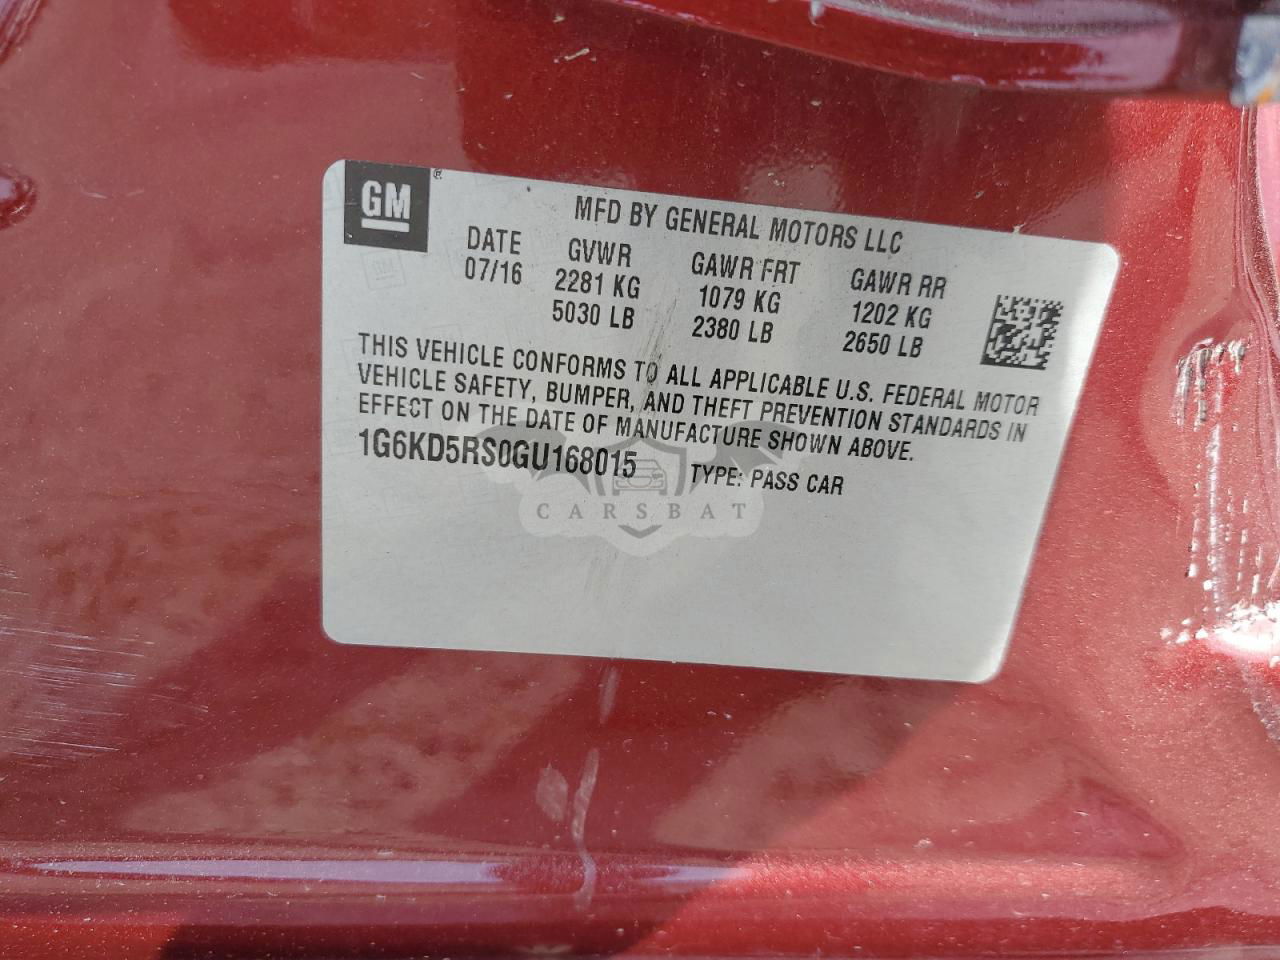 GM ®
MFD BY GENERAL MOTORS LLC
DATE GVWR GAWR FRT GAWR RR
07/16 2281 KG 1079 KG 1202 KG
5030 LB 2380 LB 2650 LB
THIS VEHICLE CONFORMS TO ALL APPLICABLE U.S. FEDERAL MOTOR
VEHICLE SAFETY, BUMPER, AND THEFT PREVENTION STANDARDS IN
EFFECT ON THE DATE OF MANUFACTURE SHOWN ABOVE.
1G6KD5RS0GU168015 TYPE: PASS CAR
CARSBAT